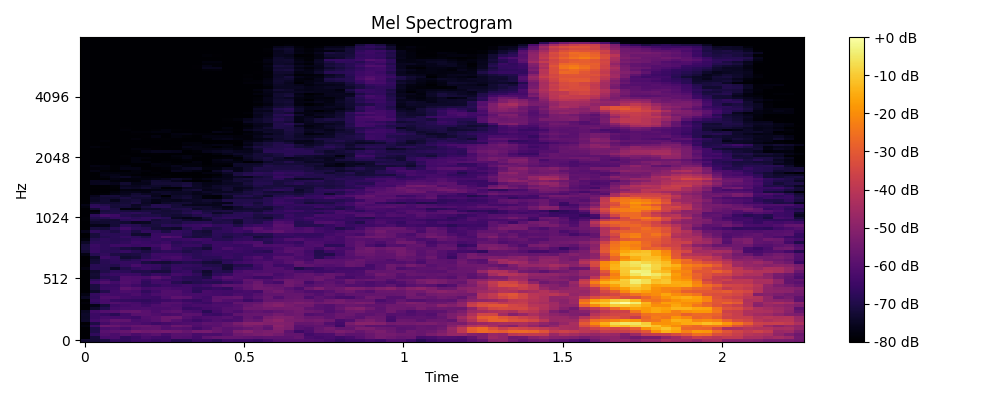 Mel Spectrogram
+0 dB
-10 dB
-20 dB
-30 dB
-40 dB
-50 dB
-60 dB
-70 dB
-80 dB
4096
2048
1024
512
0
Hz
0 0.5 1 1.5 2
Time